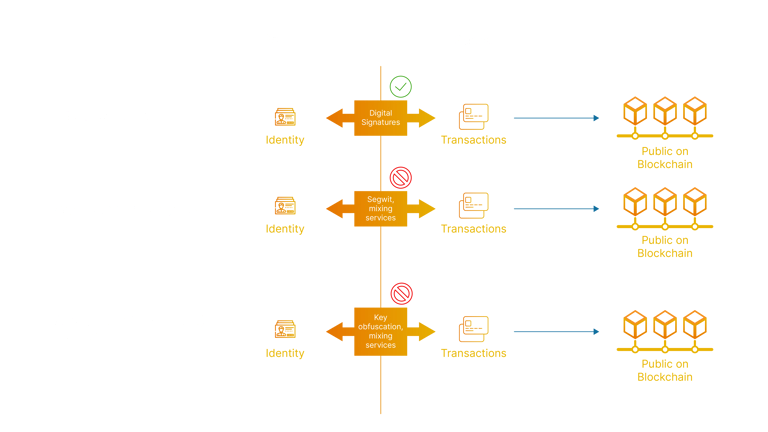 Digital
Signatures
Identity
Transactions
Public on
Blockchain
Segwit,
mixing
services
Identity
Transactions
Public on
Blockchain
Key
obfuscation,
mixing
services
Identity
Transactions
Public on
Blockchain